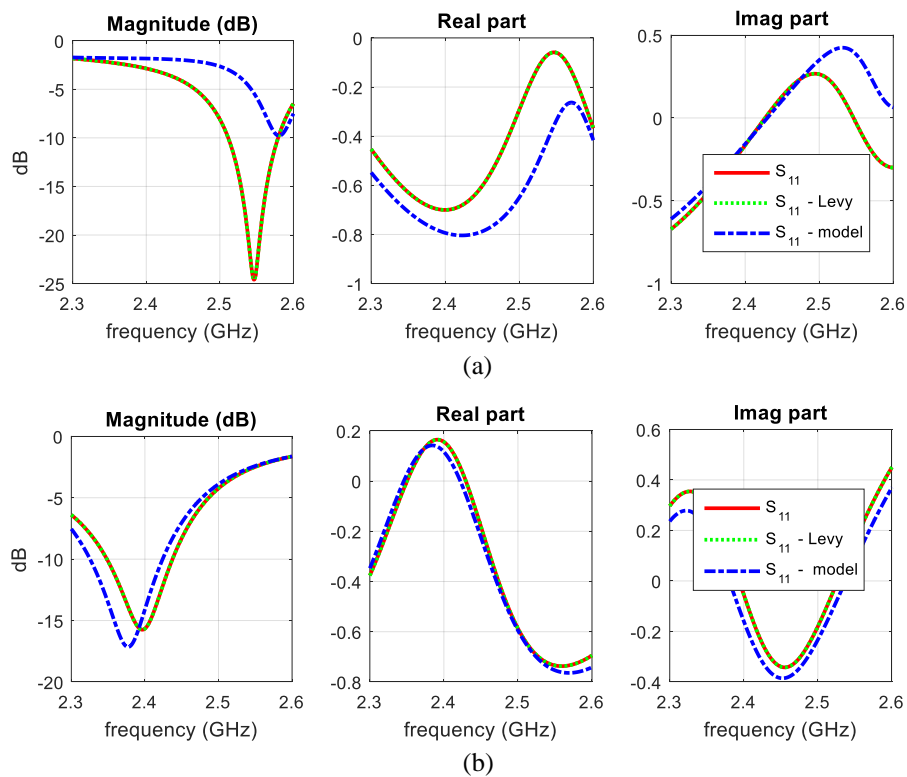 Magnitude (dB)
Real part
Imag part
0
-5
-10
-15
-20
-25
dB
2.3
2.4
2.5
2.6
frequency (GHz)
0
-0.2
-0.4
-0.6
-0.8
-1
2.3
2.4
2.5
2.6
frequency (GHz)
0.5
0
-0.5
-1
S11
S11 - Levy
S11 - model
2.3
2.4
2.5
2.6
frequency (GHz)
(a)
Magnitude (dB)
Real part
Imag part
0
-5
-10
-15
-20
dB
2.3
2.4
2.5
2.6
frequency (GHz)
0.2
0
-0.2
-0.4
-0.6
-0.8
2.3
2.4
2.5
2.6
frequency (GHz)
0.6
0.4
0.2
0
-0.2
-0.4
S11
S11 - Levy
S11 - model
2.3
2.4
2.5
2.6
frequency (GHz)
(b)